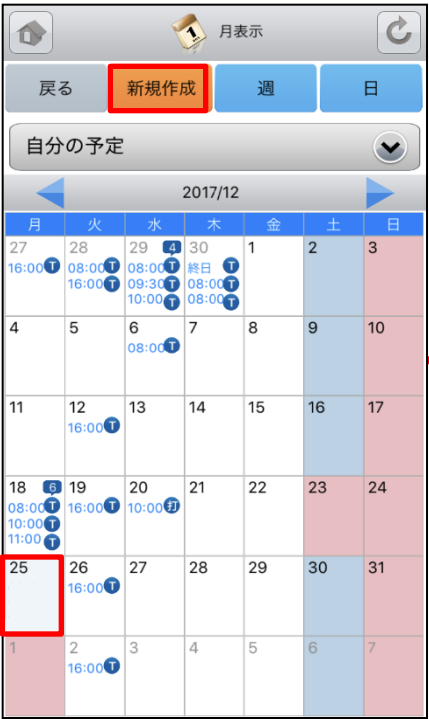 1
月表示
戻る 新規作成 週 日
自分の予定
2017/12
月 火 水 木 金 土 日
27 28 29 4 30 1 2 3
16:00 T 08:00 T 08:00 T 終日 T
16:00 T 09:30 T 08:00 T
10:00 T 08:00 T
4 5 6 7 8 9 10
08:00 T
11 12 13 14 15 16 17
16:00 T
18 6 19 20 21 22 23 24
08:00 T 16:00 T 10:00 打
10:00 T
11:00 T
25 26 27 28 29 30 31
16:00 T
1 2 3 4 5 6 7
16:00 T